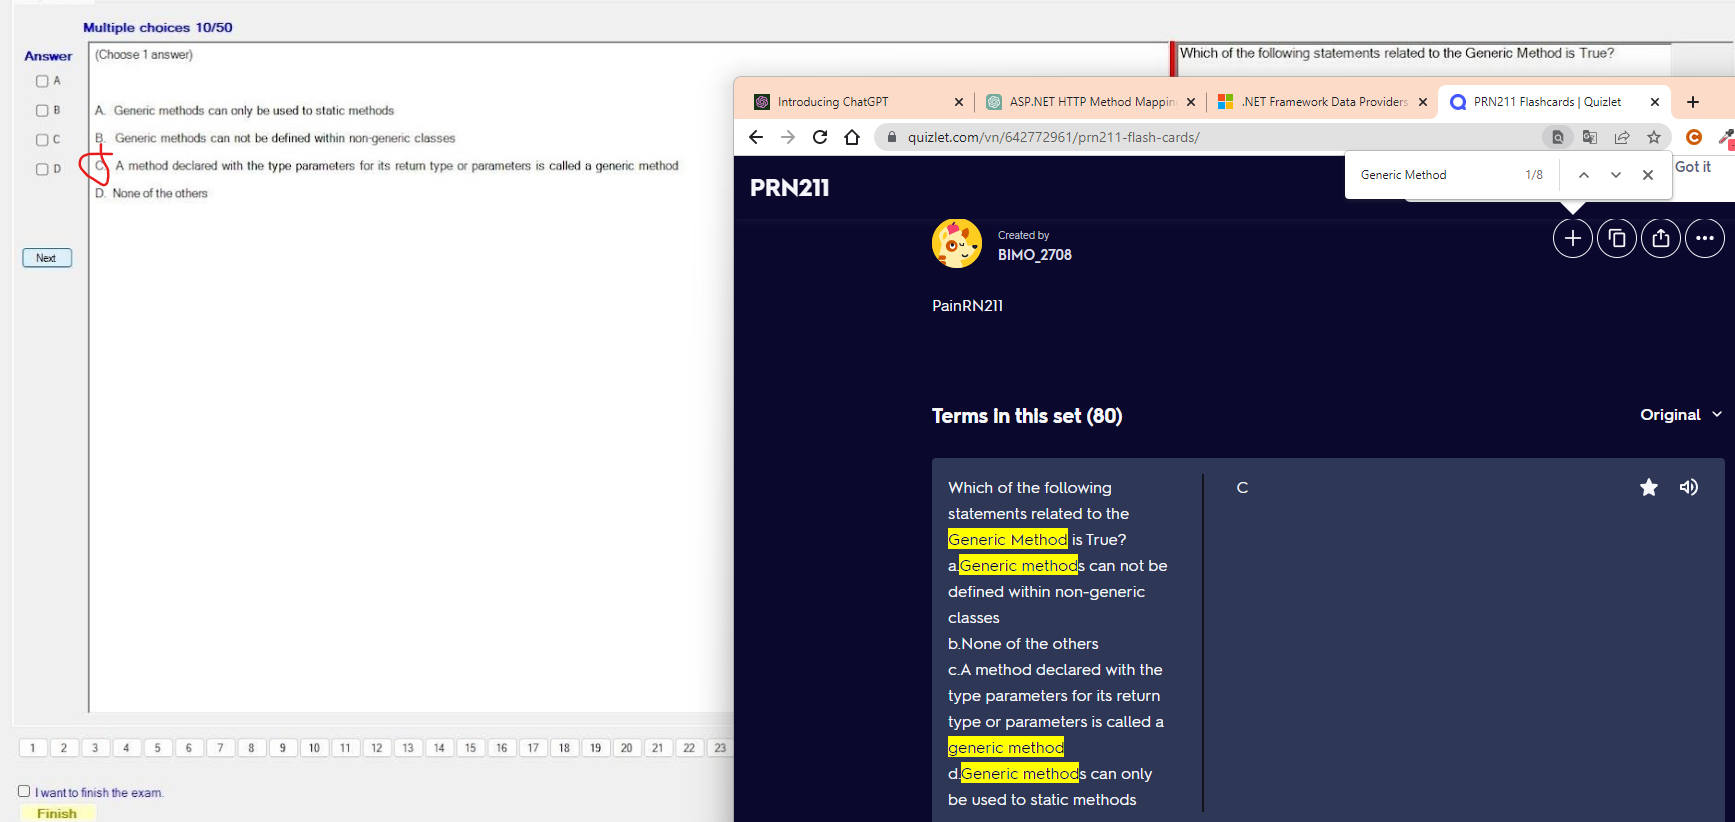 Multiple choices 10/50
Answer
A
B
C
D
Next
(Choose 1 answer)
A. Generic methods can only be used to static methods
B. Generic methods can not be defined within non-generic classes
C. A method declared with the type parameters for its return type or parameters is called a generic method
D. None of the others
Which of the following statements related to the Generic Method is True?
Introducing ChatGPT
ASP.NET HTTP Method Mappin
.NET Framework Data Providers
PRN211 Flashcards | Quizlet
quizlet.com/vn/642772961/prn211-flash-cards/
Generic Method
1/8
Got it
PRN211
Created by
BIMO_2708
PainRN211
Terms in this set (80)
Original
Which of the following
statements related to the
Generic Method is True?
a.Generic methods can not be
defined within non-generic
classes
b.None of the others
c.A method declared with the
type parameters for its return
type or parameters is called a
generic method
d.Generic methods can only
be used to static methods
C
1 2 3 4 5 6 7 8 9 10 11 12 13 14 15 16 17 18 19 20 21 22 23
I want to finish the exam.
Finish